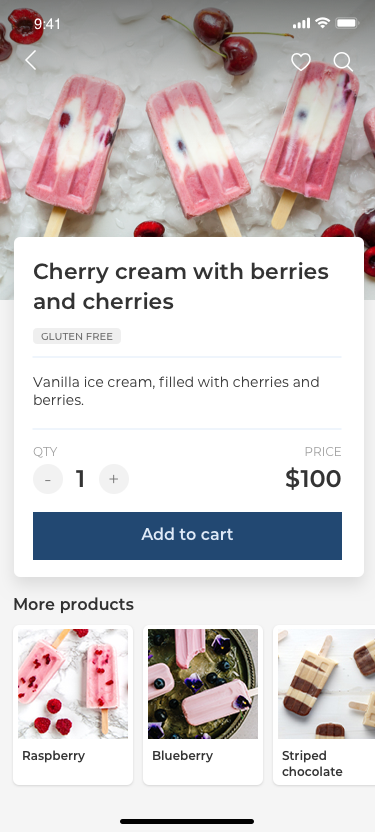 9:41
Cherry cream with berries
and cherries
GLUTEN FREE
Vanilla ice cream, filled with cherries and
berries.
QTY PRICE
- 1 + $100
Add to cart
More products
Raspberry Blueberry Striped
chocolate